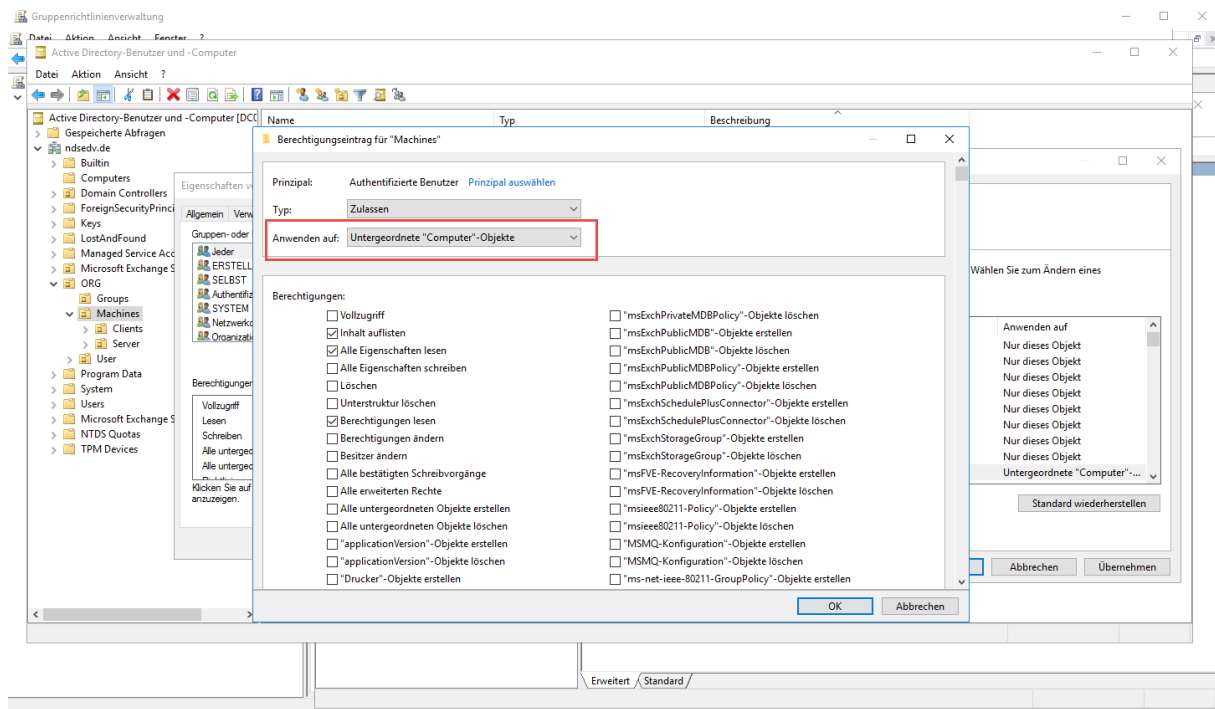 Gruppenrichtlinienverwaltung
Datei Aktion Ansicht Fenster ?
Active Directory-Benutzer und -Computer
Datei Aktion Ansicht ?
Active Directory-Benutzer und -Computer [DC
Gespeicherte Abfragen
ndsedv.de
Builtin
Computers
Domain Controllers
ForeignSecurityPrinci
Keys
LostAndFound
Managed Service Acc
Microsoft Exchange S
ORG
Groups
Machines
Clients
Server
User
Program Data
System
Users
Microsoft Exchange S
NTDS Quotas
TPM Devices
Name Typ Beschreibung
Eigenschaften v
Allgemein Verw
Gruppen- oder
Jeder
ERSTELL
SELBST
Authentifiz
SYSTEM
Netzwerkd
Organizati
Berechtigunger
Vollzugriff
Lesen
Schreiben
Alle untergeo
Alle untergeo
Klicken Sie auf
anzuzeigen.
Berechtigungseintrag für "Machines"
Prinzipal: Authentifizierte Benutzer Prinzipal auswählen
Typ: Zulassen
Anwenden auf: Untergeordnete "Computer"-Objekte
Berechtigungen:
Vollzugriff
Inhalt auflisten
Alle Eigenschaften lesen
Alle Eigenschaften schreiben
Löschen
Unterstruktur löschen
Berechtigungen lesen
Berechtigungen ändern
Besitzer ändern
Alle bestätigten Schreibvorgänge
Alle erweiterten Rechte
Alle untergeordneten Objekte erstellen
Alle untergeordneten Objekte löschen
"applicationVersion"-Objekte erstellen
"applicationVersion"-Objekte löschen
"Drucker"-Objekte erstellen
"msExchPrivateMDBPolicy"-Objekte löschen
"msExchPublicMDB"-Objekte erstellen
"msExchPublicMDB"-Objekte löschen
"msExchPublicMDBPolicy"-Objekte erstellen
"msExchPublicMDBPolicy"-Objekte löschen
"msExchSchedulePlusConnector"-Objekte erstellen
"msExchSchedulePlusConnector"-Objekte löschen
"msExchStorageGroup"-Objekte erstellen
"msExchStorageGroup"-Objekte löschen
"msFVE-RecoveryInformation"-Objekte erstellen
"msFVE-RecoveryInformation"-Objekte löschen
"msieee80211-Policy"-Objekte erstellen
"msieee80211-Policy"-Objekte löschen
"MSMQ-Konfiguration"-Objekte erstellen
"MSMQ-Konfiguration"-Objekte löschen
"ms-net-ieee-80211-GroupPolicy"-Objekte erstellen
OK Abbrechen
Wählen Sie zum Ändern eines
Anwenden auf
Nur dieses Objekt
Nur dieses Objekt
Nur dieses Objekt
Nur dieses Objekt
Nur dieses Objekt
Nur dieses Objekt
Nur dieses Objekt
Nur dieses Objekt
Untergeordnete "Computer"-...
Standard wiederherstellen
Abbrechen Übernehmen
Erweitert Standard